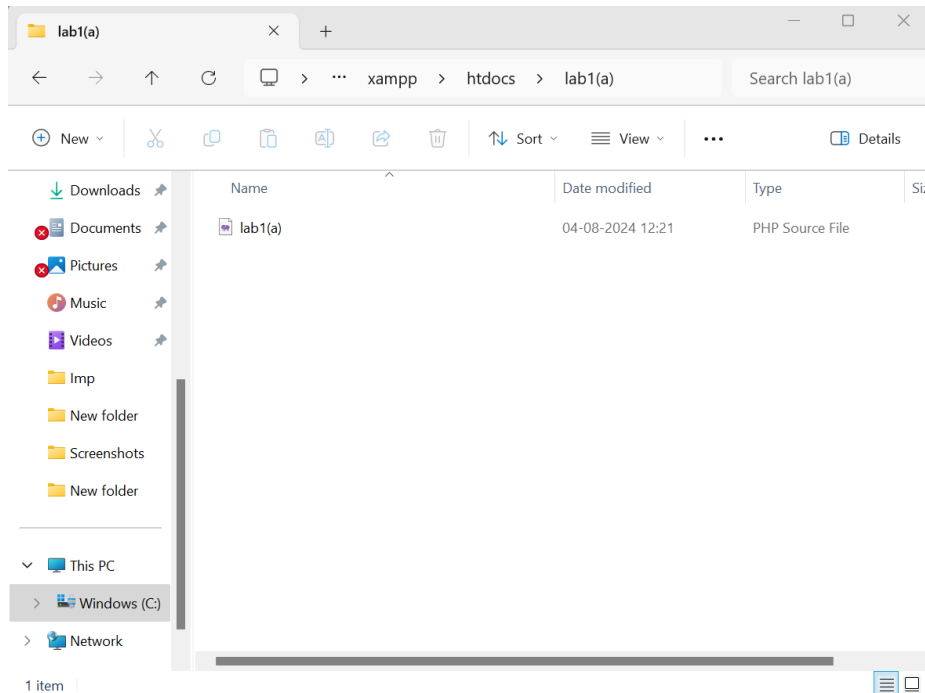 lab1(a)
xampp > htdocs > lab1(a) Search lab1(a)
New Sort View Details
Name Date modified Type Si
lab1(a) 04-08-2024 12:21 PHP Source File
Downloads
Documents
Pictures
Music
Videos
Imp
New folder
Screenshots
New folder
This PC
Windows (C:)
Network
1 item